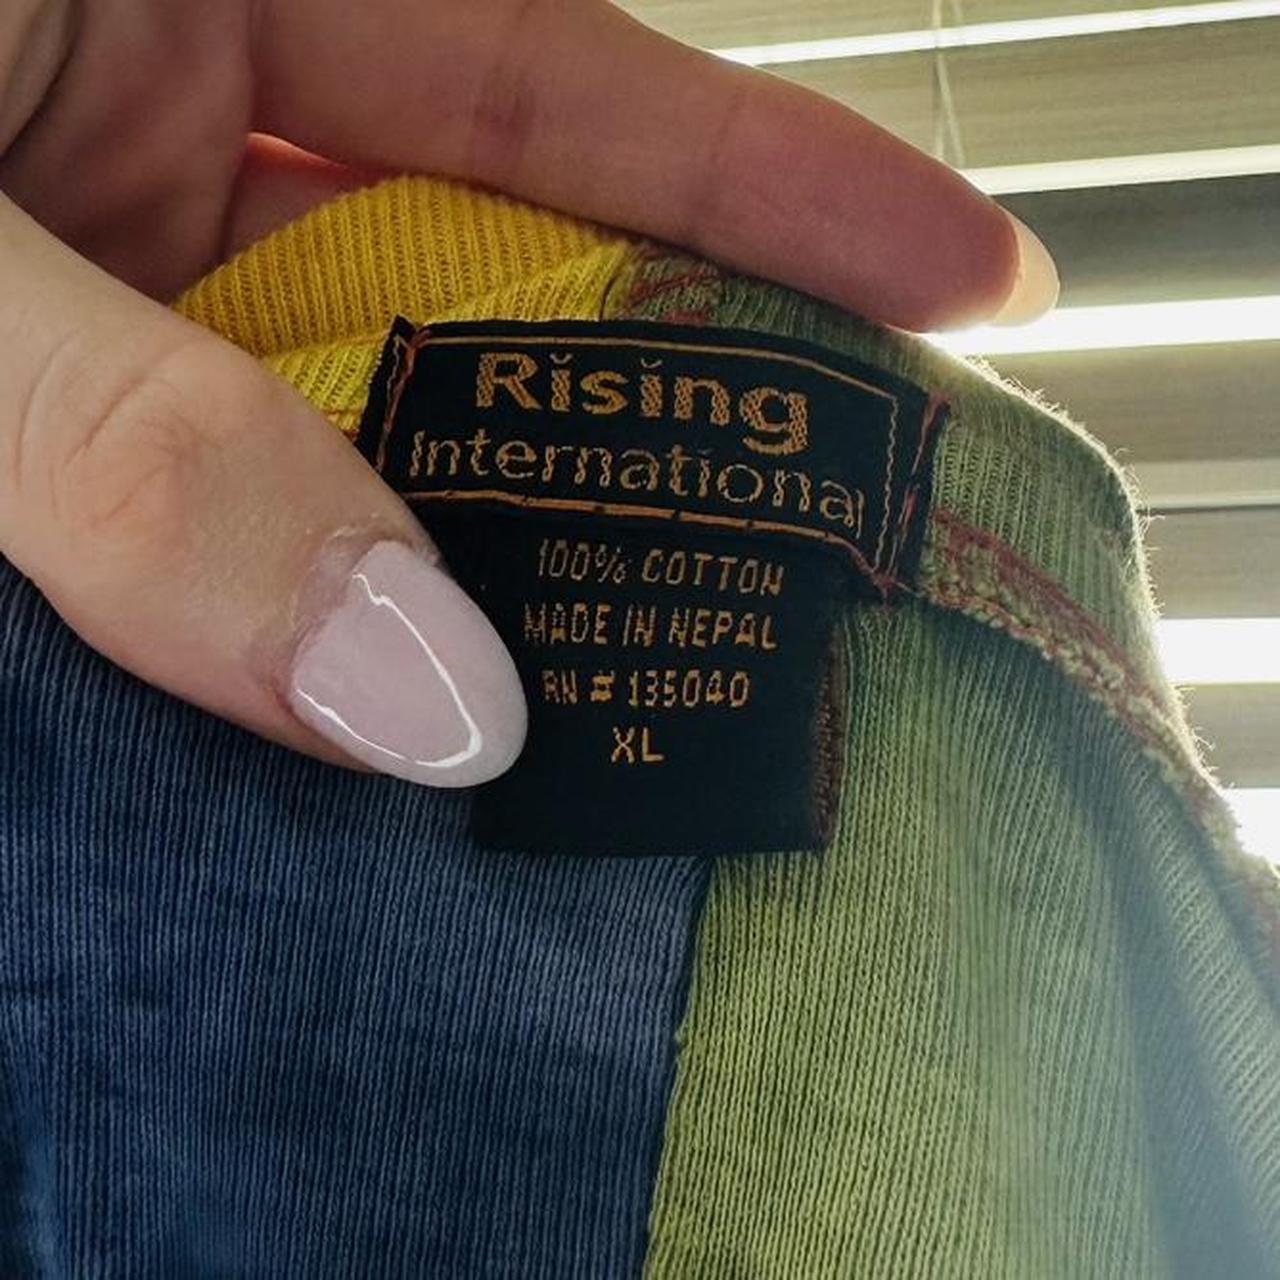 Rising
International
100% COTTON
MADE IN NEPAL
RN # 135040
XL